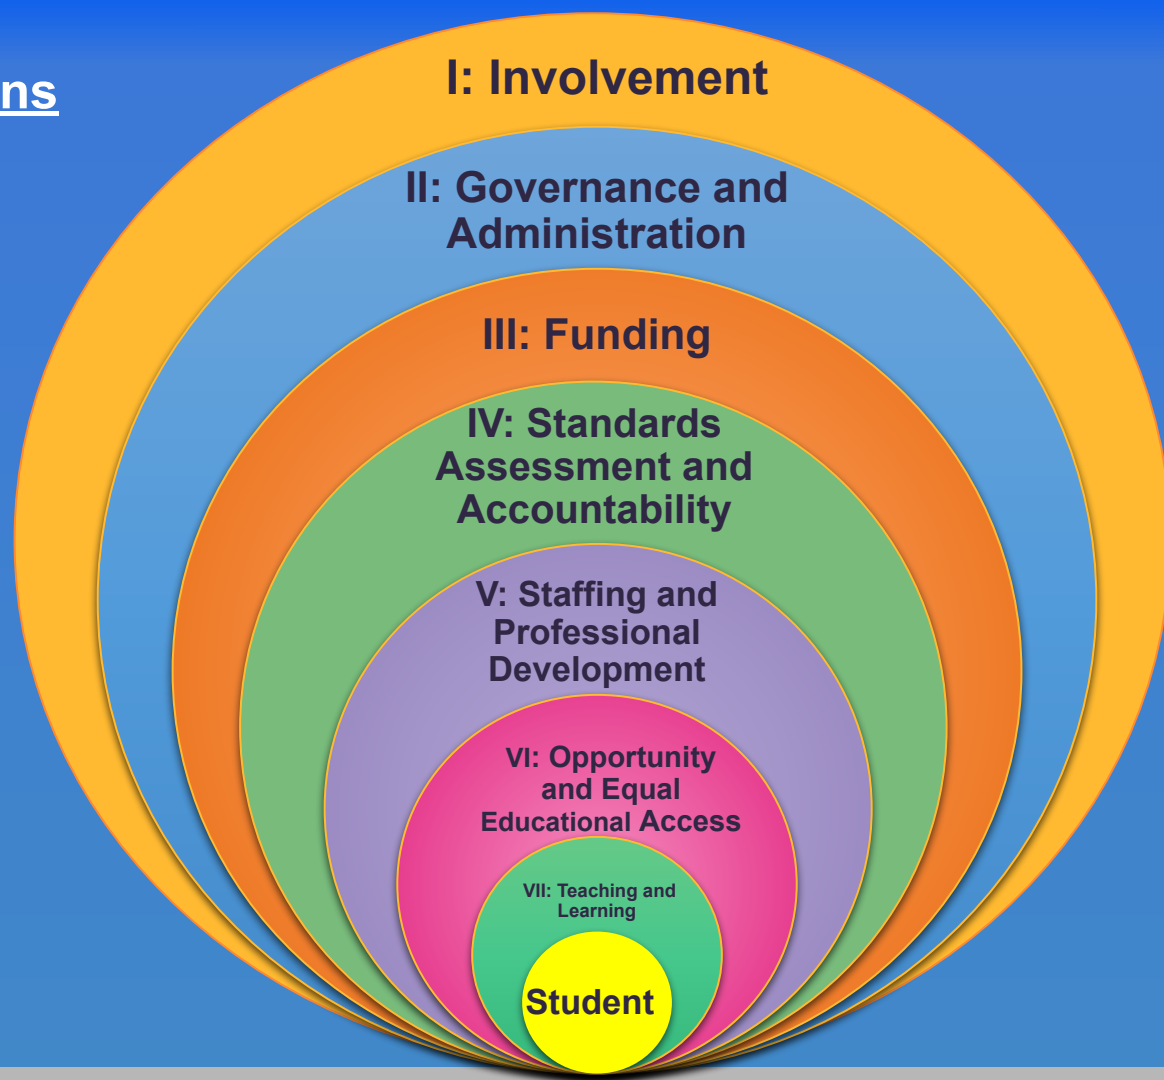 ns
I: Involvement
II: Governance and
Administration
III: Funding
IV: Standards
Assessment and
Accountability
V: Staffing and
Professional
Development
VI: Opportunity
and Equal
Educational Access
VII: Teaching and
Learning
Student